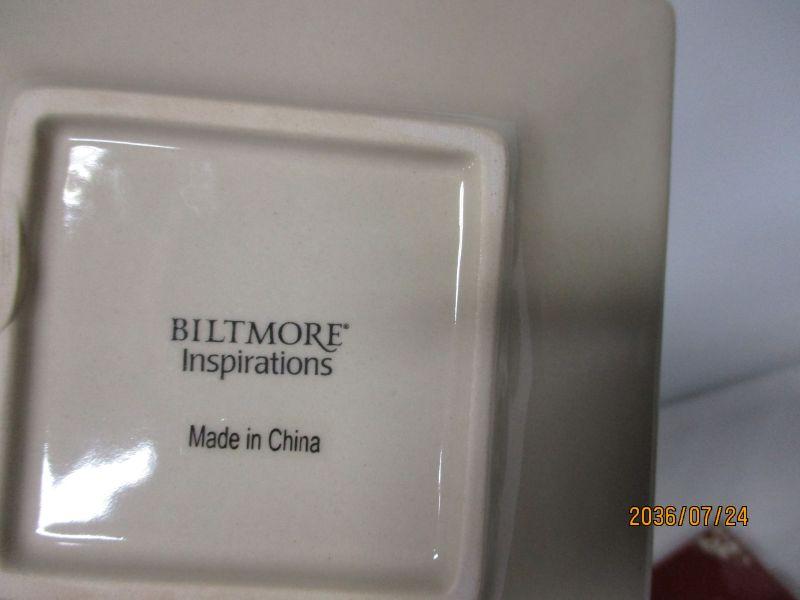 BILTMORE®
Inspirations
Made in China
2036/07/24